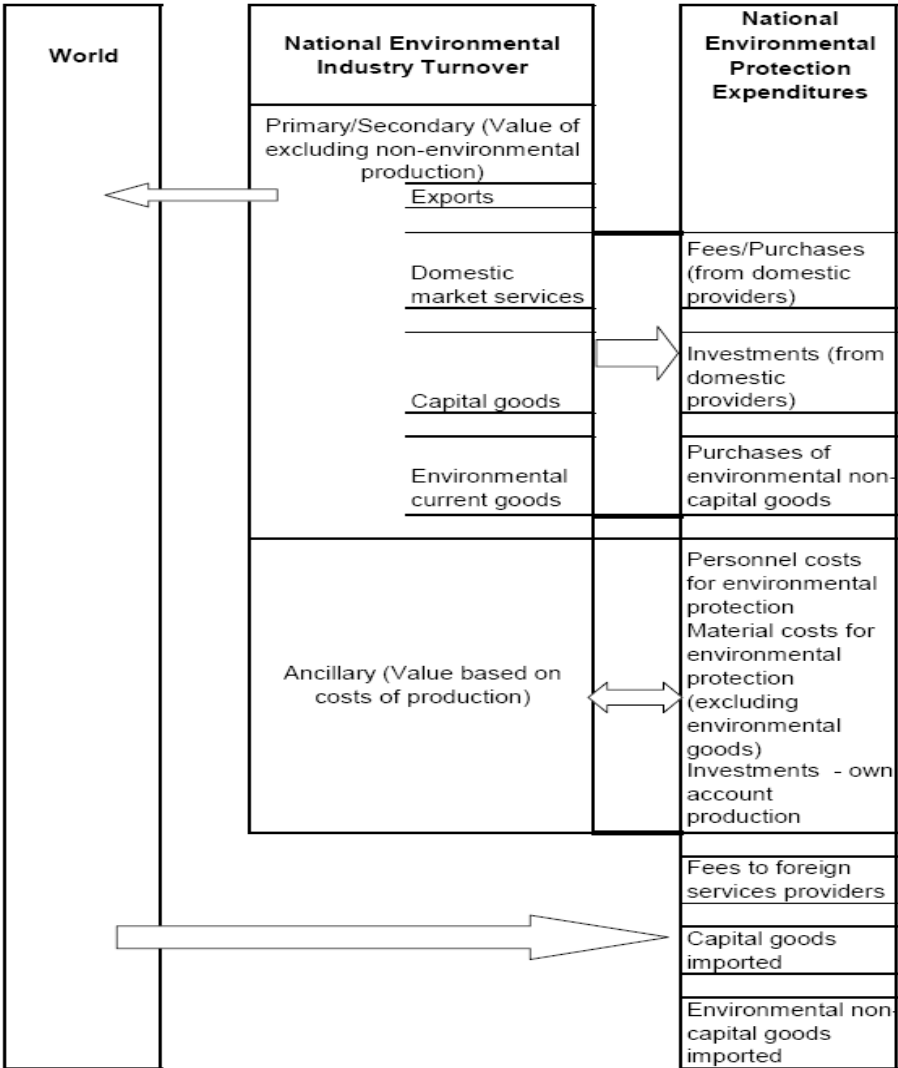 World
National Environmental
Industry Turnover
National
Environmental
Protection
Expenditures
Primary/Secondary (Value of
excluding non-environmental
production)
Exports
Domestic
market services
Capital goods
Environmental
current goods
Fees/Purchases
(from domestic
providers)
Investments (from
domestic
providers)
Purchases of
environmental non-
capital goods
Ancillary (Value based on
costs of production)
Personnel costs
for environmental
protection
Material costs for
environmental
protection
(excluding
environmental
goods)
Investments - own
account
production
Fees to foreign
services providers
Capital goods
imported
Environmental non-
capital goods
imported